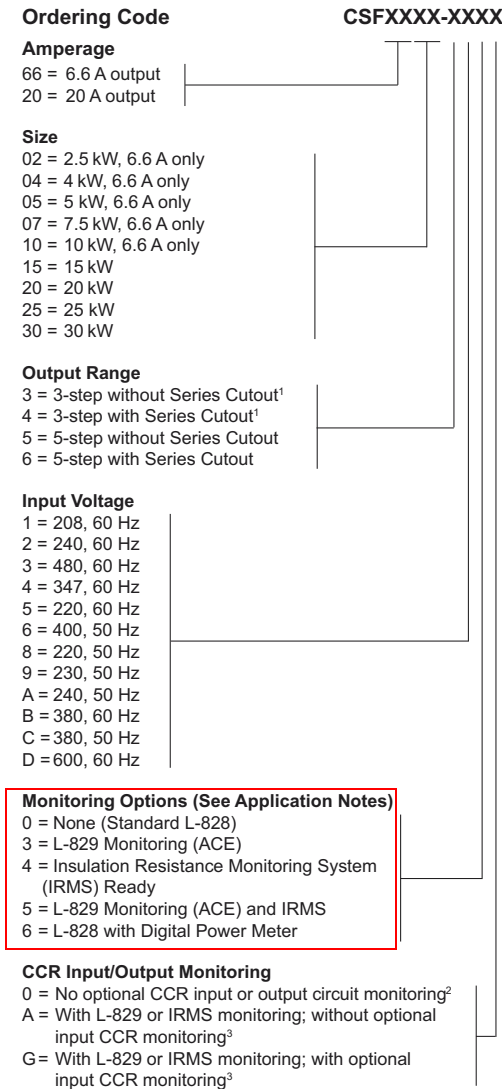 Ordering Code CSFXXXX-XXXX
Amperage
66 = 6.6 A output
20 = 20 A output
Size
02 = 2.5 kW, 6.6 A only
04 = 4 kW, 6.6 A only
05 = 5 kW, 6.6 A only
07 = 7.5 kW, 6.6 A only
10 = 10 kW, 6.6 A only
15 = 15 kW
20 = 20 kW
25 = 25 kW
30 = 30 kW
Output Range
3 = 3-step without Series Cutout¹
4 = 3-step with Series Cutout¹
5 = 5-step without Series Cutout
6 = 5-step with Series Cutout
Input Voltage
1 = 208, 60 Hz
2 = 240, 60 Hz
3 = 480, 60 Hz
4 = 347, 60 Hz
5 = 220, 60 Hz
6 = 400, 50 Hz
8 = 220, 50 Hz
9 = 230, 50 Hz
A = 240, 50 Hz
B = 380, 60 Hz
C = 380, 50 Hz
D = 600, 60 Hz
Monitoring Options (See Application Notes)
0 = None (Standard L-828)
3 = L-829 Monitoring (ACE)
4 = Insulation Resistance Monitoring System
(IRMS) Ready
5 = L-829 Monitoring (ACE) and IRMS
6 = L-828 with Digital Power Meter
CCR Input/Output Monitoring
0 = No optional CCR input or output circuit monitoring²
A = With L-829 or IRMS monitoring; without optional
input CCR monitoring³
G = With L-829 or IRMS monitoring; with optional
input CCR monitoring³